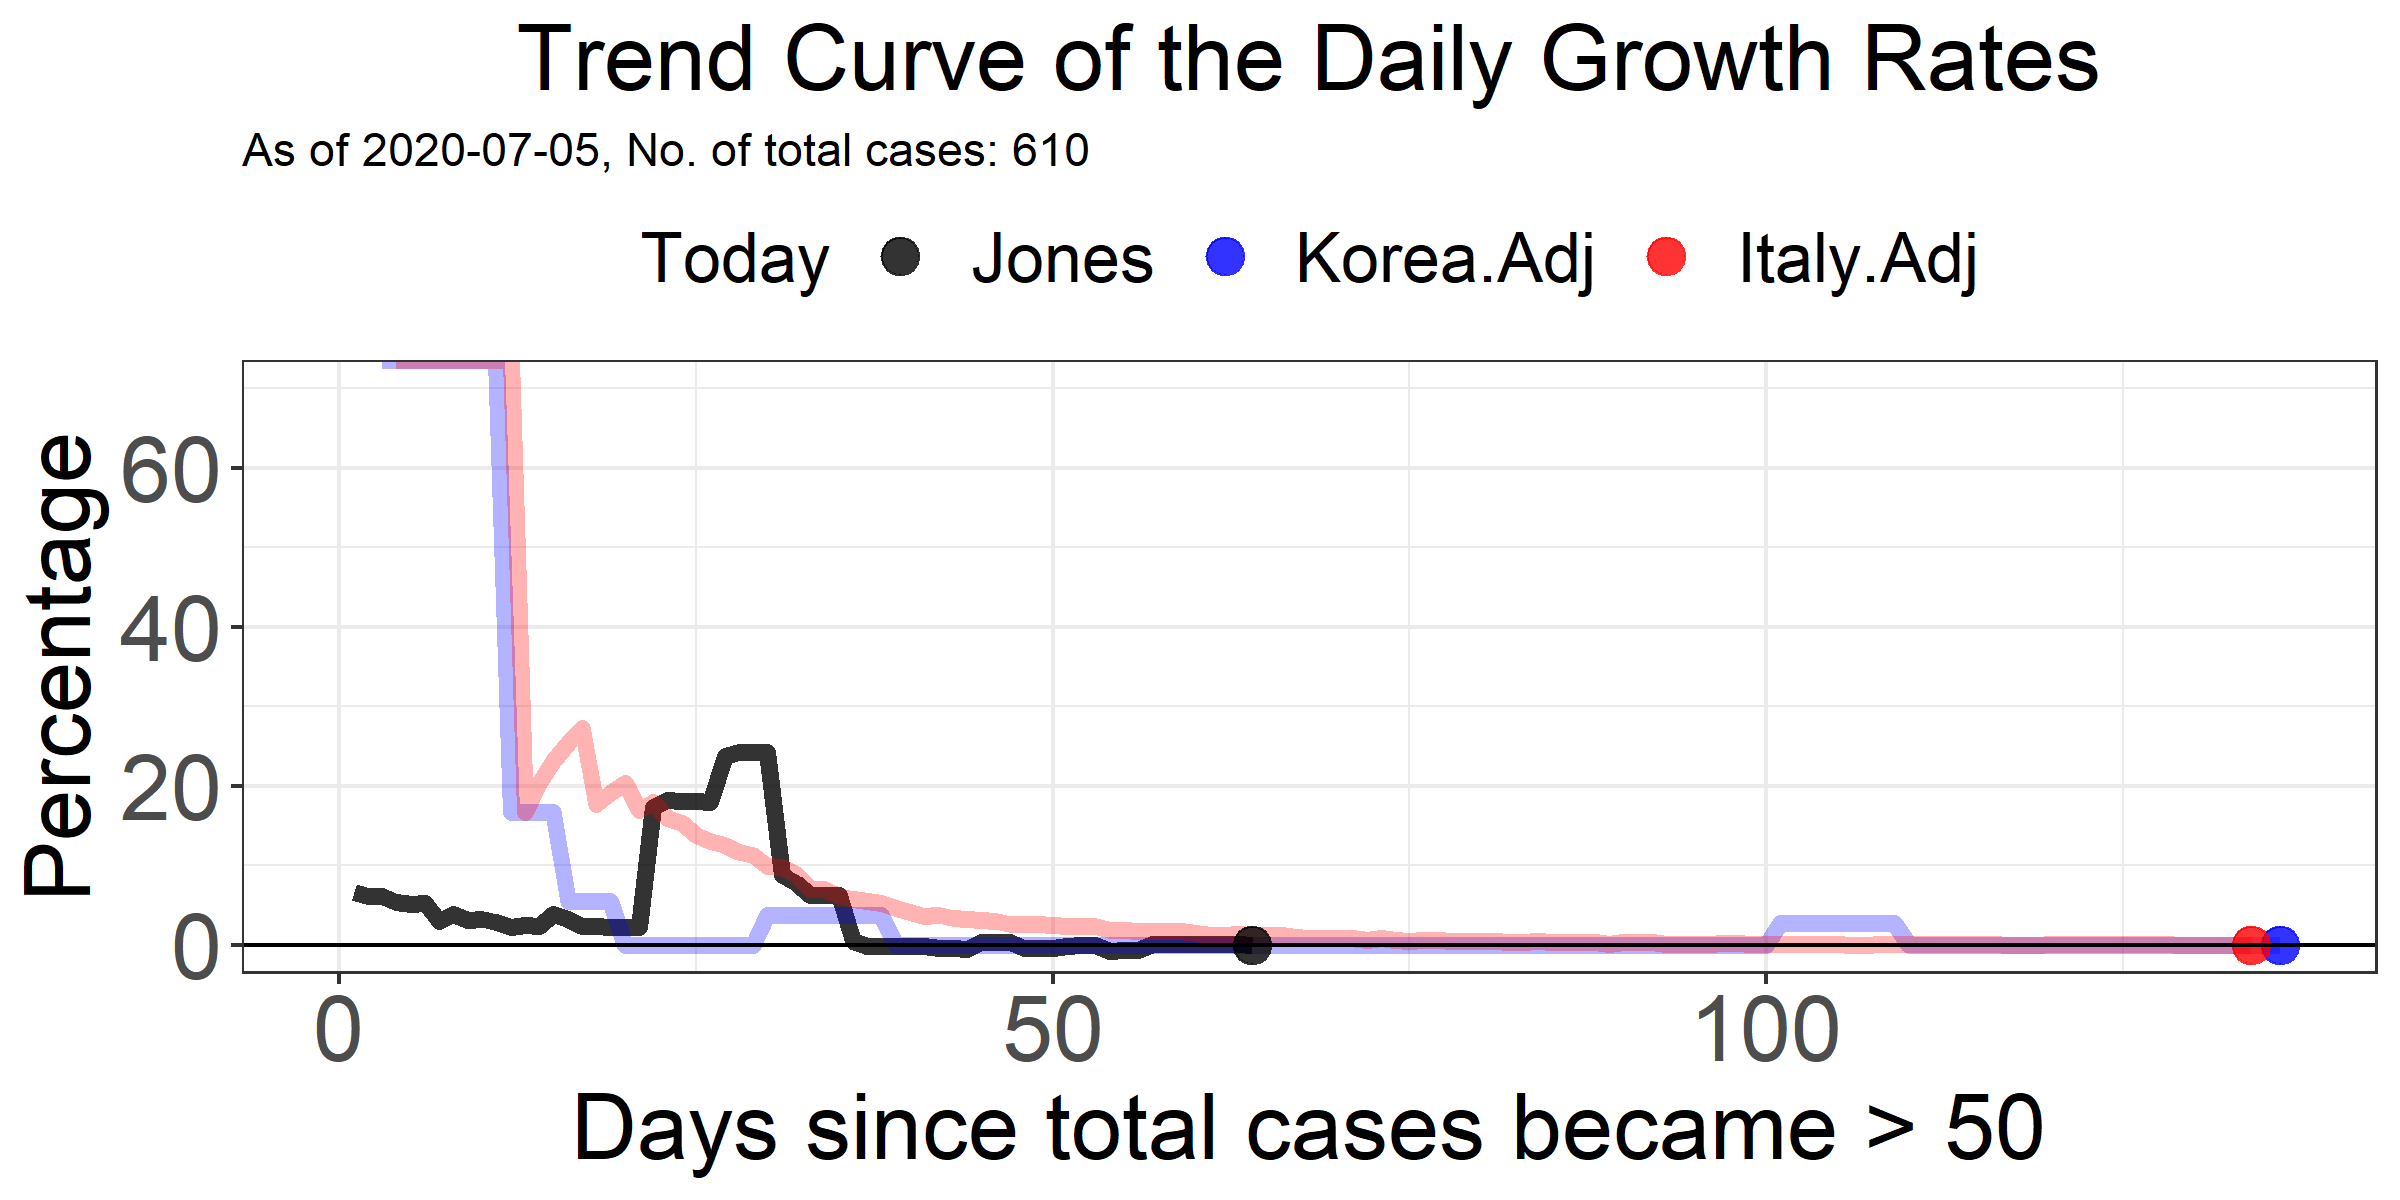 Trend Curve of the Daily Growth Rates
As of 2020-07-05, No. of total cases: 610
Today Jones Korea.Adj Italy.Adj
Percentage
60
40
20
0
0 50 100
Days since total cases became > 50